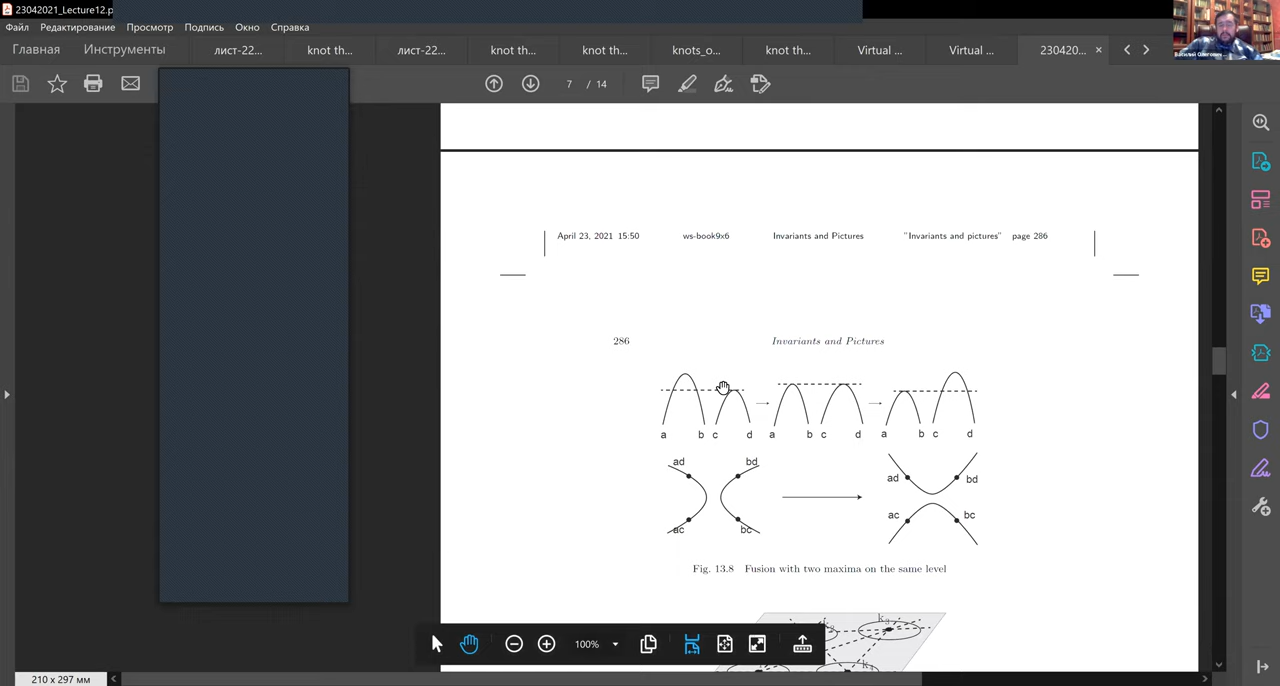 23042021_Lecture12.p
Файл Редактирование Просмотр Подпись Окно Справка
Главная Инструменты лист-22... knot th... лист-22... knot th... knot th... knots_o... knot th... Virtual ... Virtual ... 230420... ×
7 / 14
April 23, 2021 15:50 ws-book9x6 Invariants and Pictures "Invariants and pictures" page 286
286 Invariants and Pictures
a b c d a b c d a b c d
ad bd ad bd
ac bc ac bc
Fig. 13.8 Fusion with two maxima on the same level
k3
100%
210 x 297 мм